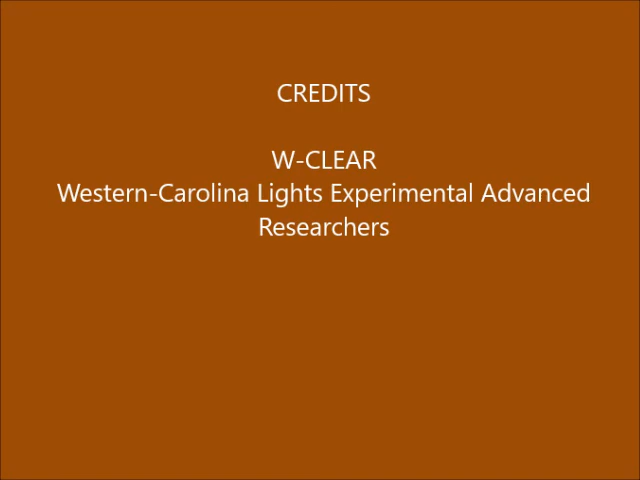 CREDITS
W-CLEAR
Western-Carolina Lights Experimental Advanced
Researchers